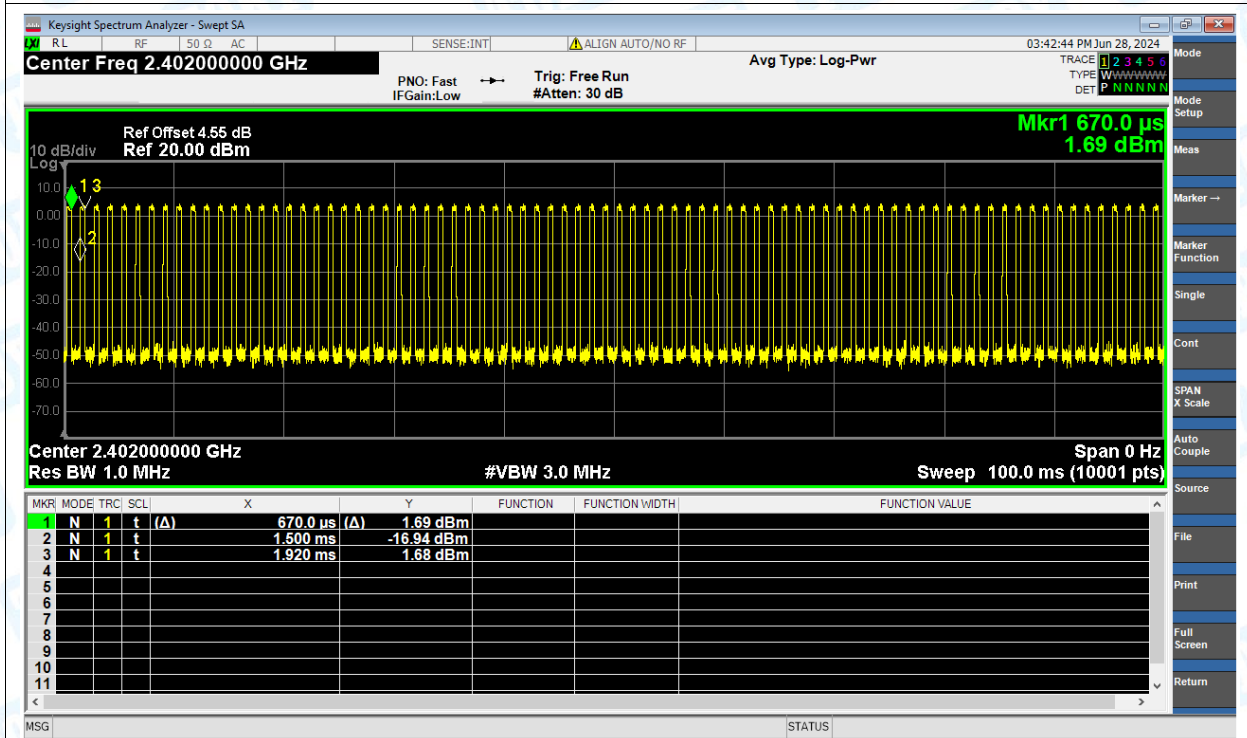 Keysight Spectrum Analyzer - Swept SA
LXI RL RF 50 Ω AC SENSE:INT ALIGN AUTO/NO RF 03:42:44 PM Jun 28, 2024
Center Freq 2.402000000 GHz
PNO: Fast
IFGain:Low
Trig: Free Run
#Atten: 30 dB
Avg Type: Log-Pwr
TRACE 1 2 3 4 5 6
TYPE WWWWWW
DET P N N N N N
Ref Offset 4.55 dB
10 dB/div Ref 20.00 dBm
Log
Mkr1 670.0 µs
1.69 dBm
10.0
0.00
-10.0
-20.0
-30.0
-40.0
-50.0
-60.0
-70.0
1 3
2
Center 2.402000000 GHz Span 0 Hz
Res BW 1.0 MHz #VBW 3.0 MHz Sweep 100.0 ms (10001 pts)
MKR MODE TRC SCL X Y FUNCTION FUNCTION WIDTH FUNCTION VALUE
1 N 1 t (Δ) 670.0 µs (Δ) 1.69 dBm
2 N 1 t 1.500 ms -16.94 dBm
3 N 1 t 1.920 ms 1.68 dBm
4
5
6
7
8
9
10
11
MSG STATUS
Mode
Mode
Setup
Meas
Marker →
Marker
Function
Single
Cont
SPAN
X Scale
Auto
Couple
Source
File
Print
Full
Screen
Return